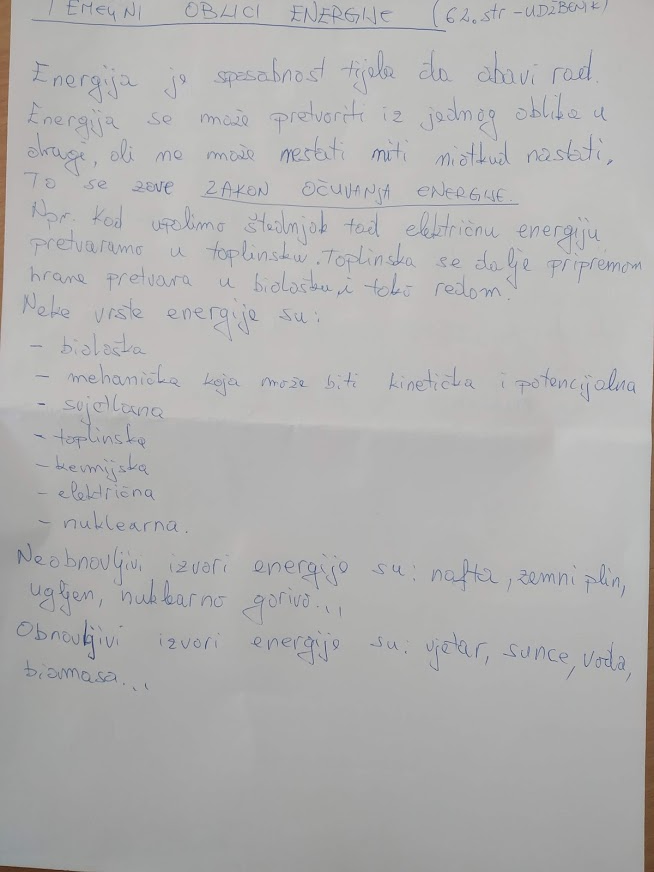 TEMELJNI OBLICI ENERGIJE (62. str - UDŽBENIK)
Energija je sposobnost tijela da obavi rad.
Energija se može pretvoriti iz jednog oblika u
drugi, ali ne može nestati niti niotkud nastati.
To se zove ZAKON OČUVANJA ENERGIJE.
Npr. kad upalimo štednjak tad električnu energiju
pretvaramo u toplinsku. Toplinska se dalje pripremom
hrane pretvara u biološku, i tako redom.
Neke vrste energije su:
- biološka
- mehanička koja može biti kinetička i potencijalna
- svjetlosna
- toplinska
- kemijska
- električna
- nuklearna.
Neobnovljivi izvori energije su: nafta, zemni plin,
ugljen, nuklearno gorivo...
Obnovljivi izvori energije su: vjetar, sunce, voda,
biomasa...